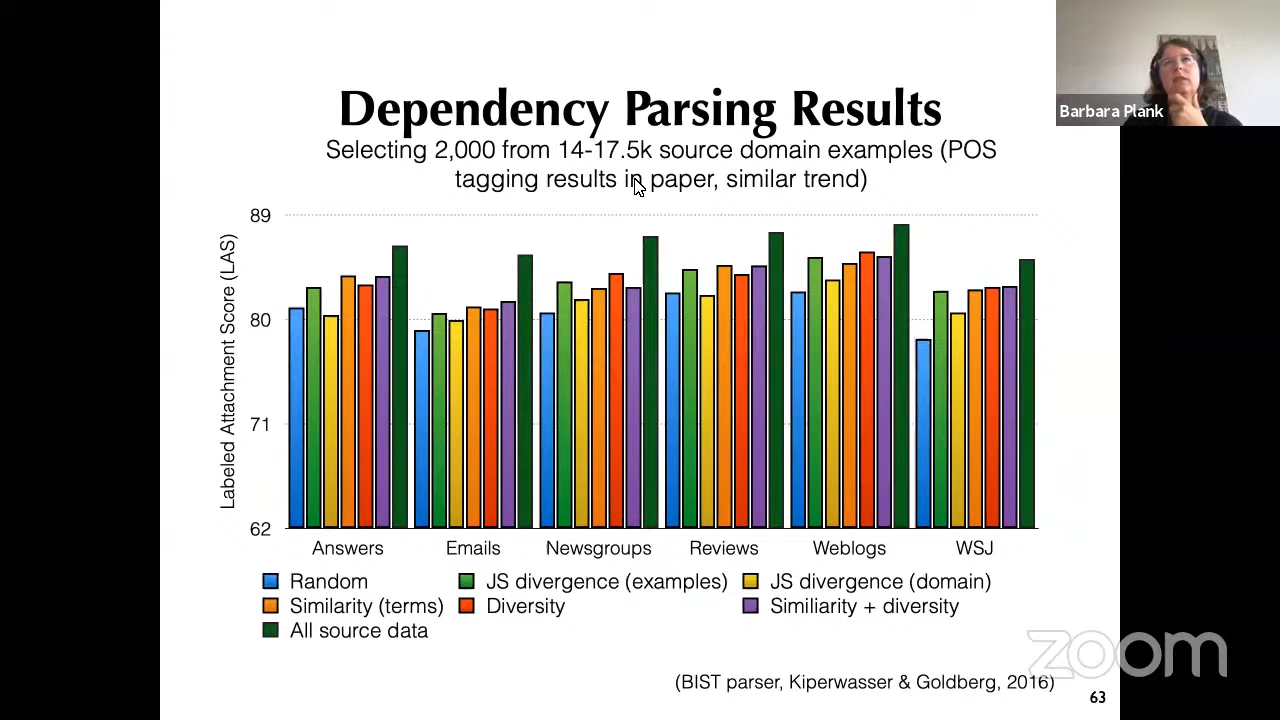 Dependency Parsing Results
Selecting 2,000 from 14-17.5k source domain examples (POS
tagging results in paper, similar trend)
Barbara Plank
Labeled Attachment Score (LAS)
89
80
71
62
Answers Emails Newsgroups Reviews Weblogs WSJ
Random JS divergence (examples) JS divergence (domain)
Similarity (terms) Diversity Similiarity + diversity
All source data
zoom
(BIST parser, Kiperwasser & Goldberg, 2016)
63